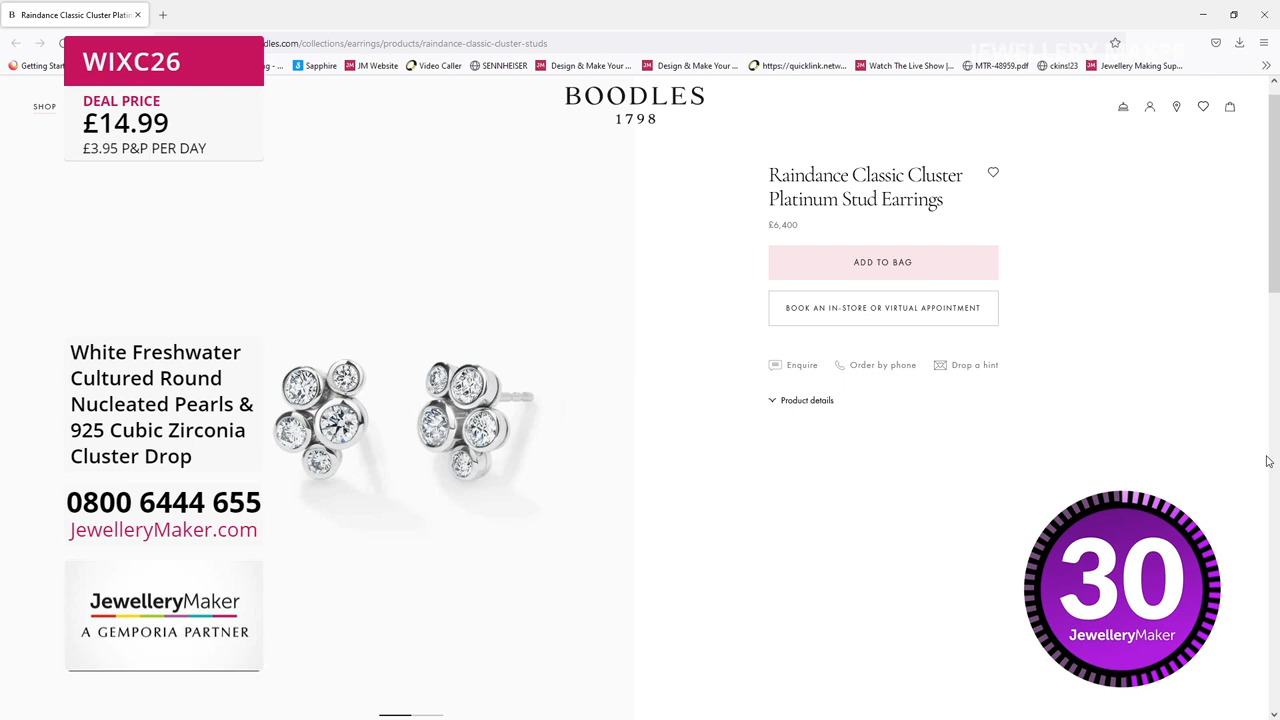 B Raindance Classic Cluster Platin
dles.com/collections/earrings/products/raindance-classic-cluster-studs
Getting Start
g - ...
Sapphire
JM Website
Video Caller
SENNHEISER
Design & Make Your ...
Design & Make Your ...
https://quicklink.netw...
Watch The Live Show |...
MTR-48959.pdf
ckins!23
Jewellery Making Sup...
JEWELLERY MAKER
WIXC26
DEAL PRICE
£14.99
£3.95 P&P PER DAY
SHOP
BOODLES
1798
Raindance Classic Cluster
Platinum Stud Earrings
£6,400
ADD TO BAG
BOOK AN IN-STORE OR VIRTUAL APPOINTMENT
Enquire
Order by phone
Drop a hint
Product details
White Freshwater
Cultured Round
Nucleated Pearls &
925 Cubic Zirconia
Cluster Drop
0800 6444 655
JewelleryMaker.com
JewelleryMaker
A GEMPORIA PARTNER
30
JewelleryMaker